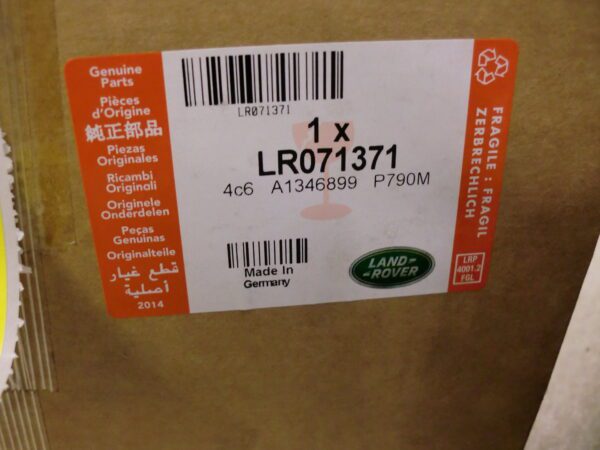 Genuine
Parts
Pièces
d'Origine
純正部品
Piezas
Originales
Ricambi
Originali
Originele
Onderdelen
Peças
Genuinas
Originalteile
قطع غيار
أصلية
2014
LR071371
1 x
LR071371
4c6 A1346899 P790M
Made In
Germany
LAND-
-ROVER
FRAGILE : FRAGIL
ZERBRECHLICH
LRP
4001.2
FGL